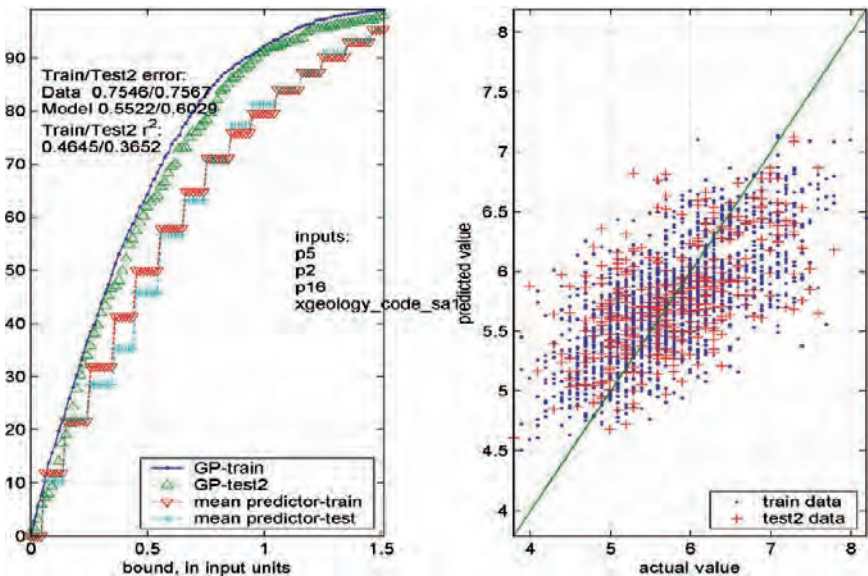 90
80
70
60
50
40
30
20
10
0
Train/Test2 error:
Data 0.7546/0.7567
Model 0.5522/0.6029
Train/Test2 r²:
0.4645/0.3652
inputs:
p5
p2
p16
xgeology_code_sa1
GP-train
GP-test2
mean predictor-train
mean predictor-test
0 0.5 1 1.5
bound, in input units
predicted value
8
7.5
7
6.5
6
5.5
5
4.5
4
train data
test2 data
4 5 6 7 8
actual value